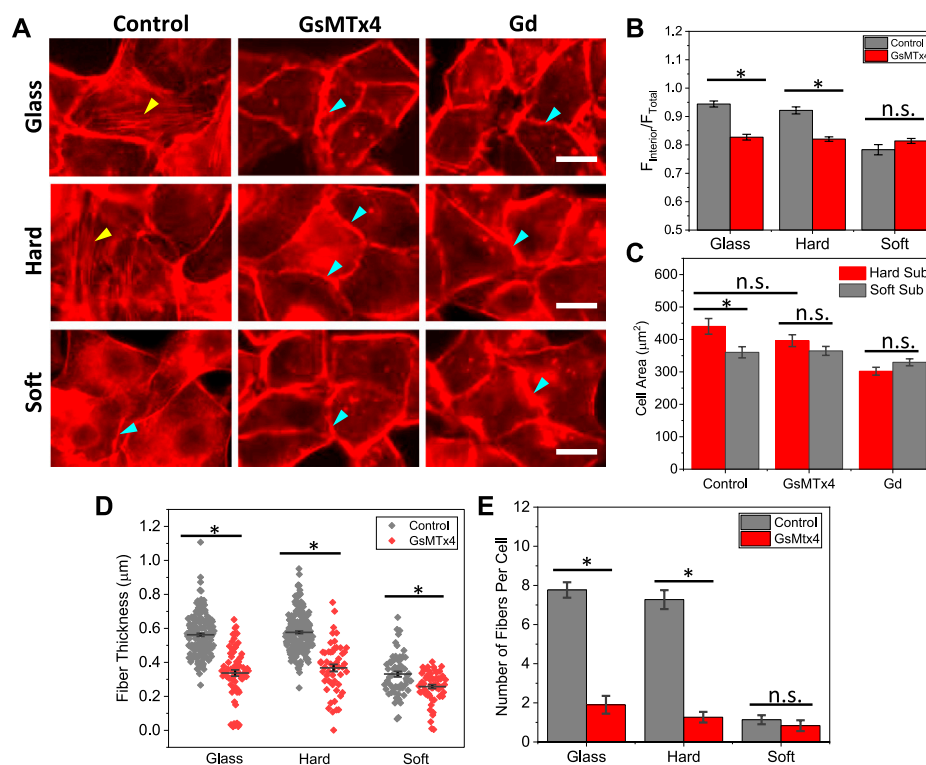 A
Control
GsMTx4
Gd
Glass
Hard
Soft
B
F_Interior/F_Total
1.2
1.1
1.0
0.9
0.8
0.7
0.6
0.5
Control
GsMTx4
*
*
n.s.
Glass
Hard
Soft
C
Cell Area (μm²)
600
450
300
150
0
Hard Sub
Soft Sub
n.s.
*
n.s.
n.s.
Control
GsMTx4
Gd
D
Fiber Thickness (μm)
1.2
1.0
0.8
0.6
0.4
0.2
0.0
Control
GsMTx4
*
*
*
Glass
Hard
Soft
E
Number of Fibers Per Cell
12
10
8
6
4
2
0
Control
GsMtx4
*
*
n.s.
Glass
Hard
Soft